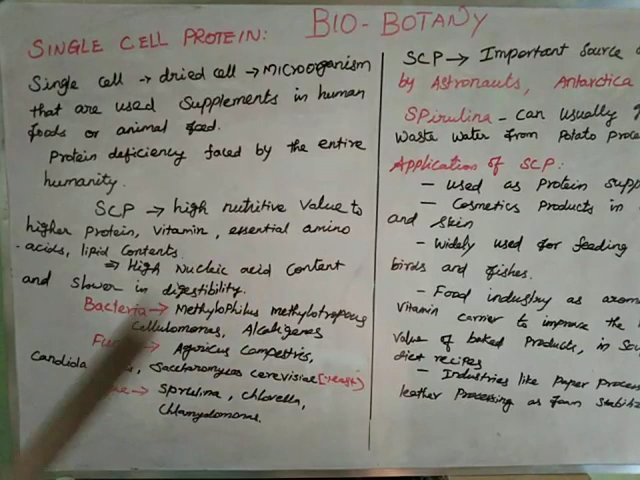 BIO-BOTANY
SINGLE CELL PROTEIN:
Single cell → dried cell → Microorganism
that are used Supplements in human
foods or animal feed.
Protein deficiency faced by the entire
humanity.
SCP → high nutritive value to
higher Protein, vitamin, essential amino
acids, lipid contents.
⇒ High Nucleic acid Content
and slower in digestibility.
Bacteria → Methylophilus methylotropous
Cellulomonas, Alcaligenes
Agaricus Campestris,
Candida, Saccharomyces cerevisiae (yeast)
→ Sprulina, Chlorella,
Chlamydomonas.
SCP → Important Source
by Astronauts, Antarctica
SPirulina - Can usually
Waste water from Potato
Application of SCP:
- used as Protein
- Cosmetics Products in
and skin
- Widely used for feeding
birds and fishes.
- Food industry as
vitamin carrier to improve the
value of baked Products, in
diet recipes
- Industries like Paper
leather Processing as foam